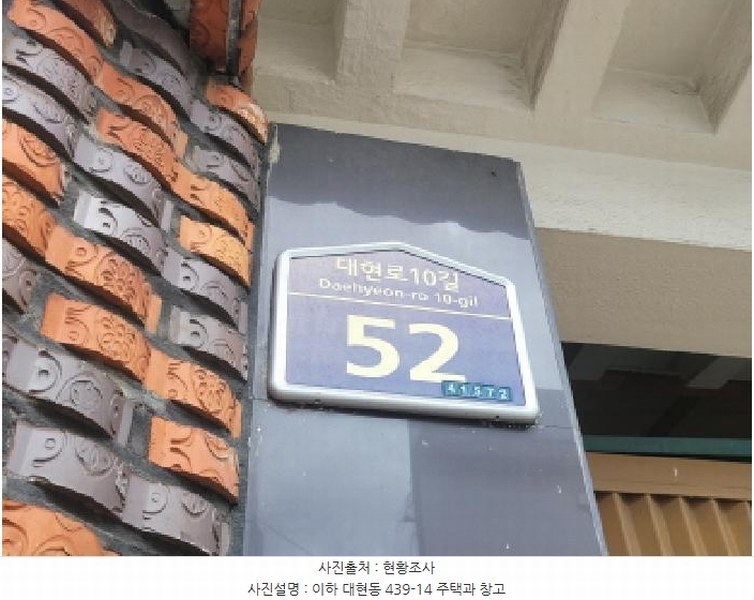 대현로10길
Daehyeon-ro 10-gil
52
41572
사진출처 : 현황조사
사진설명 : 이하 대현동 439-14 주택과 창고